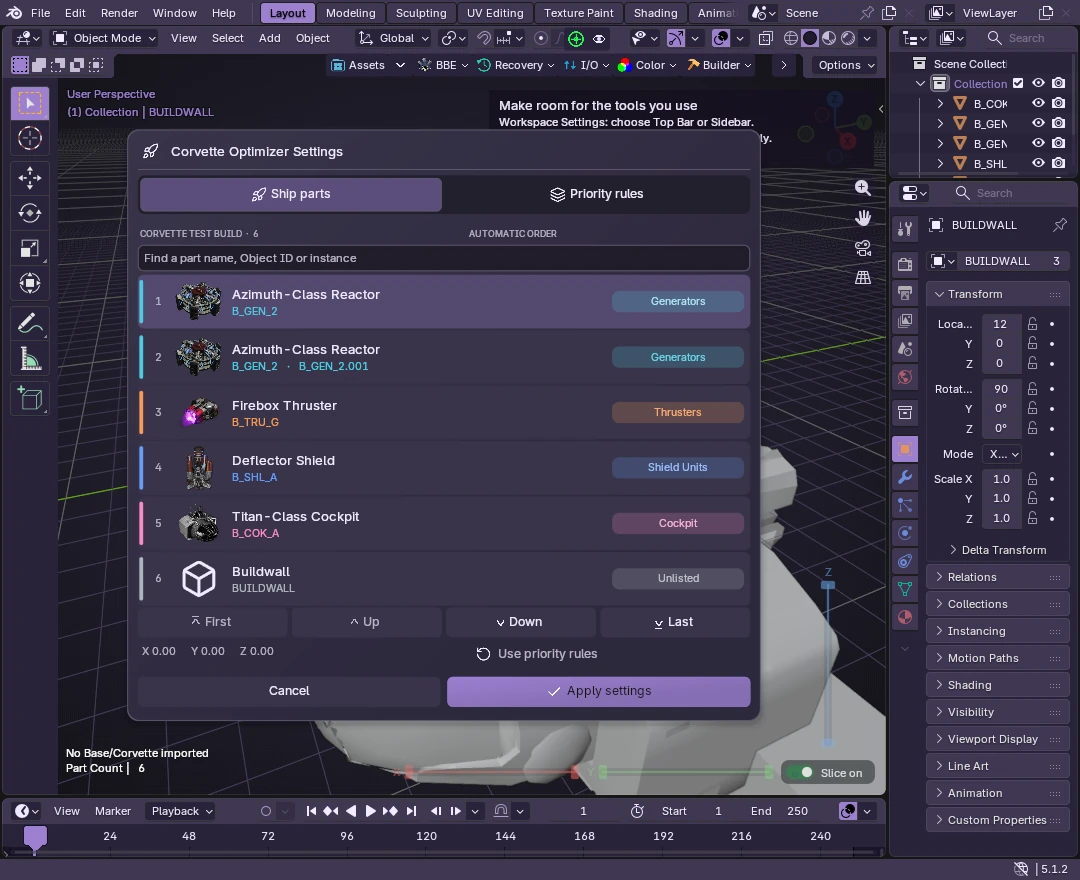 File Edit Render Window Help Layout Modeling Sculpting UV Editing Texture Paint Shading Animat Scene ViewLayer
Object Mode View Select Add Object Global Search
Assets BBE Recovery I/O Color Builder Options
Scene Collecti
Collection
B_COK
B_GEN
B_GEN
B_SHL
User Perspective
(1) Collection | BUILDWALL
Make room for the tools you use
Workspace Settings: choose Top Bar or Sidebar.
ly.
X
Y
Z
Corvette Optimizer Settings
Ship parts Priority rules
CORVETTE TEST BUILD · 6 AUTOMATIC ORDER
Find a part name, Object ID or instance
1 Azimuth-Class Reactor Generators
B_GEN_2
2 Azimuth-Class Reactor Generators
B_GEN_2 · B_GEN_2.001
3 Firebox Thruster Thrusters
B_TRU_G
4 Deflector Shield Shield Units
B_SHL_A
5 Titan-Class Cockpit Cockpit
B_COK_A
6 Buildwall Unlisted
BUILDWALL
First Up Down Last
X 0.00 Y 0.00 Z 0.00 Use priority rules
Cancel Apply settings
Z
No Base/Corvette imported
Part Count | 6
X
Y
Slice on
Search
BUILDWALL
BUILDWALL 3
Transform
Loca... 12
Y 0
Z 0
Rotat... 90
Y 0°
Z 0°
Mode X...
Scale X 1.0
Y 1.0
Z 1.0
Delta Transform
Relations
Collections
Instancing
Motion Paths
Shading
Visibility
Viewport Display
Line Art
Animation
Custom Properties
View Marker Playback 1 Start 1 End 250
24 48 72 96 120 144 168 192 216 240
5.1.2